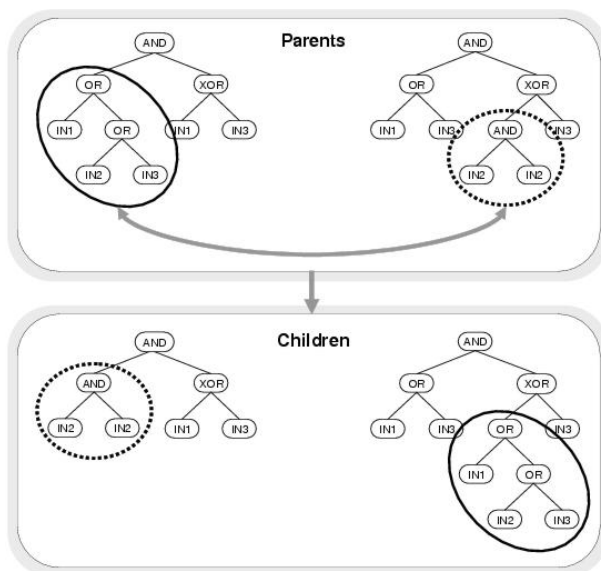 AND Parents AND
OR XOR OR XOR
IN1 OR IN1 IN3 IN1 IN3 AND IN3
IN2 IN3 IN2 IN2
AND Children AND
AND XOR OR XOR
IN2 IN2 IN1 IN3 IN1 IN3 OR IN3
IN1 OR
IN2 IN3